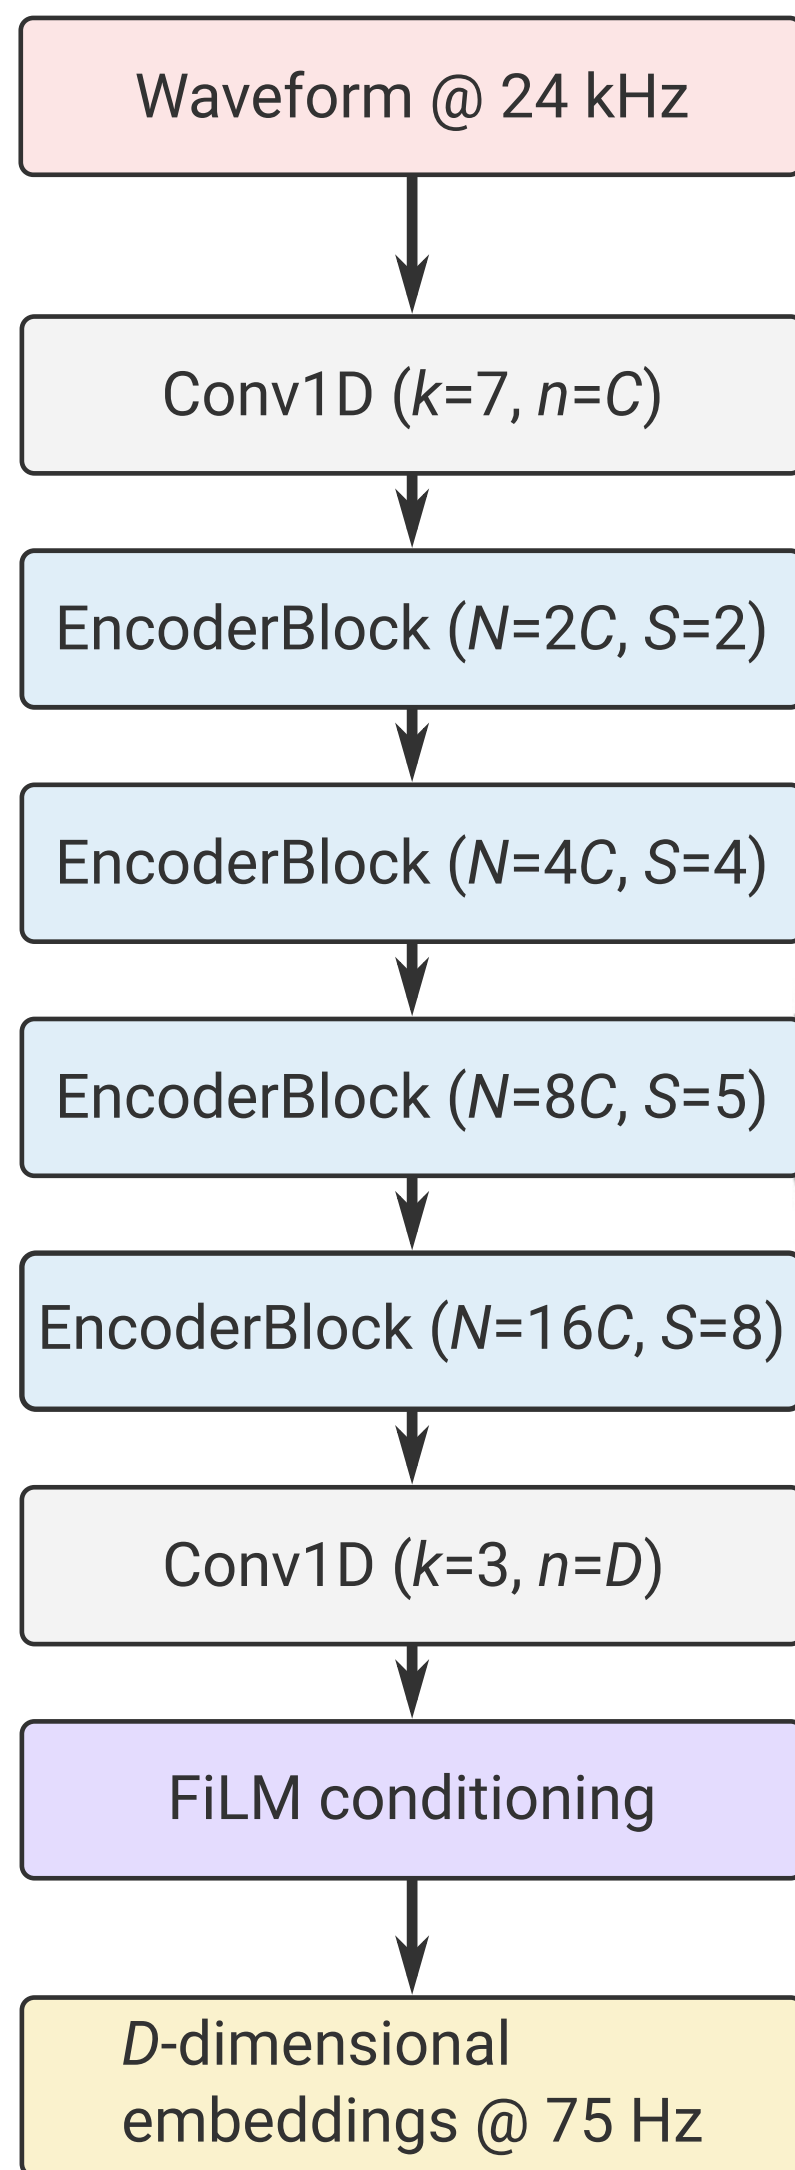 Waveform @ 24 kHz
Conv1D (k=7, n=C)
EncoderBlock (N=2C, S=2)
EncoderBlock (N=4C, S=4)
EncoderBlock (N=8C, S=5)
EncoderBlock (N=16C, S=8)
Conv1D (k=3, n=D)
FiLM conditioning
D-dimensional
embeddings @ 75 Hz